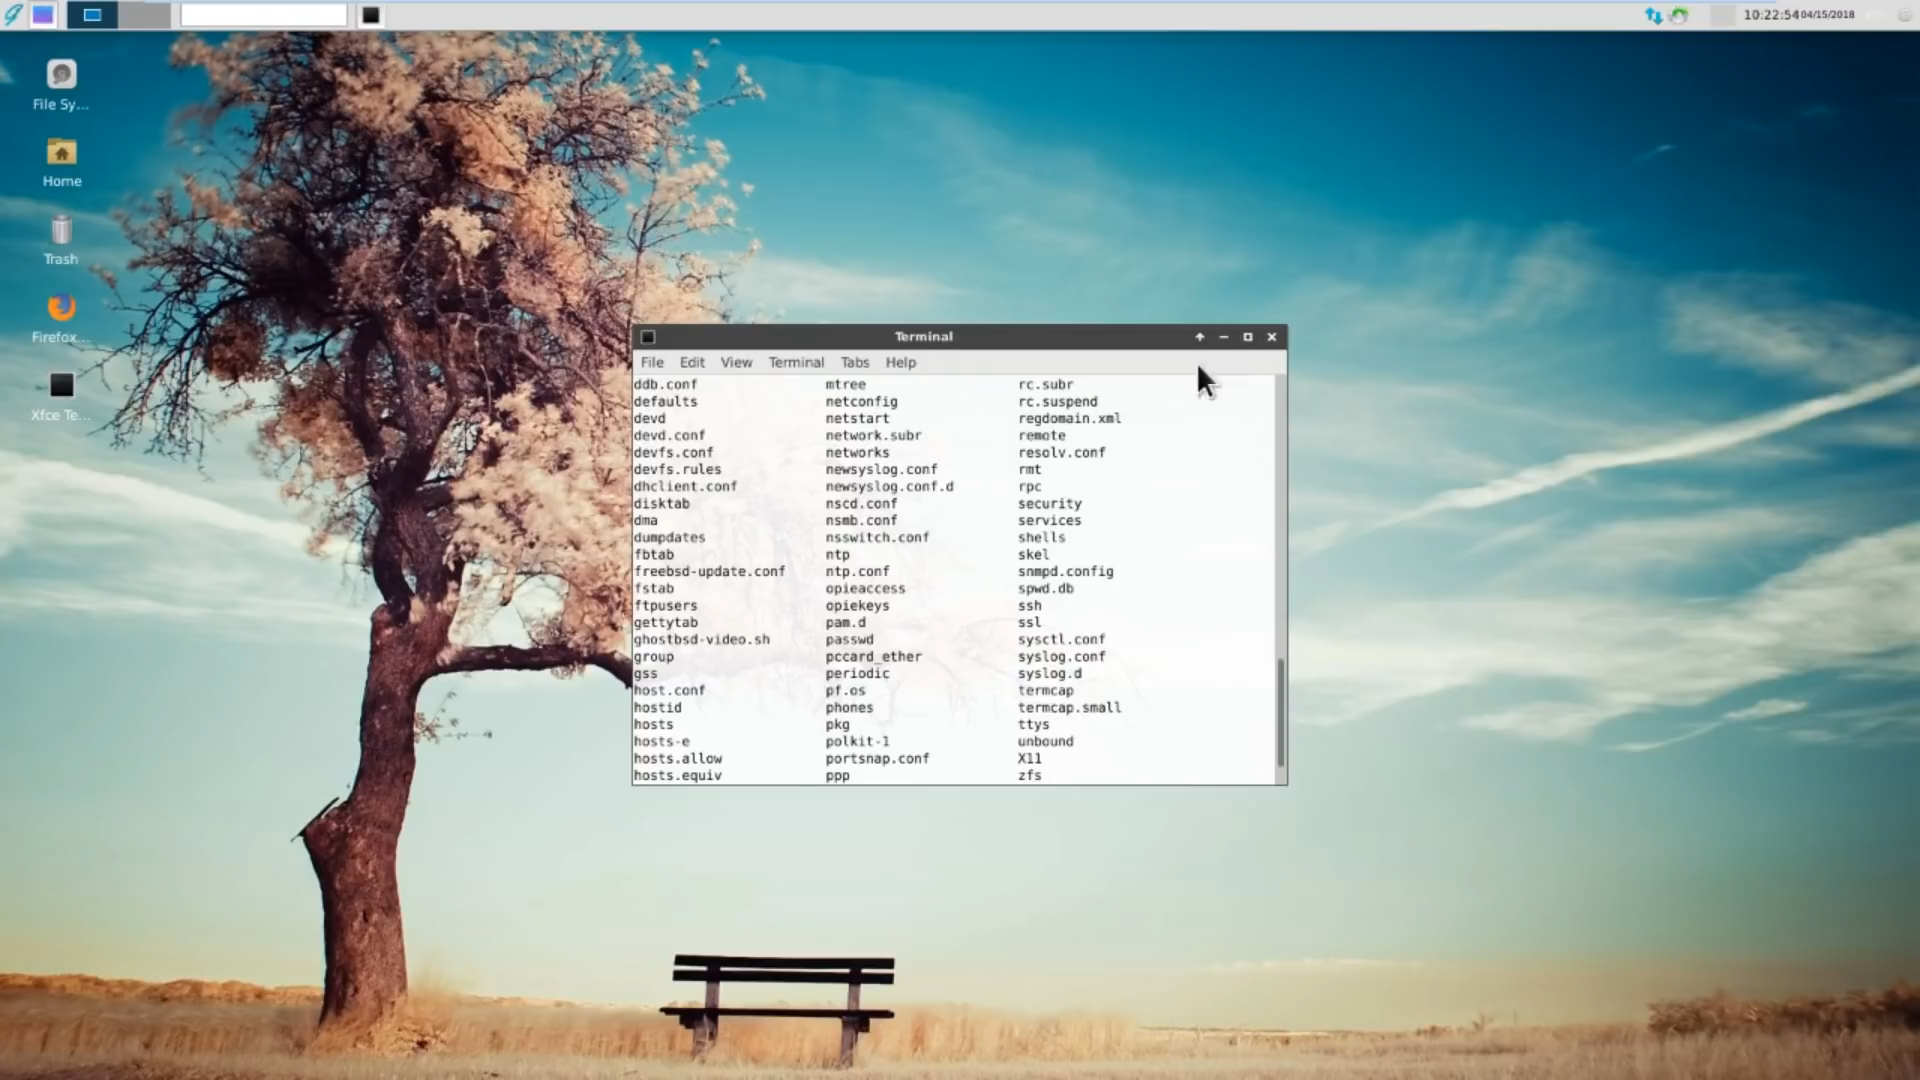 10:22:54 04/15/2018
File Sy...
Home
Trash
Firefox...
Xfce Te...
Terminal
File Edit View Terminal Tabs Help
ddb.conf mtree rc.subr
defaults netconfig rc.suspend
devd netstart regdomain.xml
devd.conf network.subr remote
devfs.conf networks resolv.conf
devfs.rules newsyslog.conf rmt
dhclient.conf newsyslog.conf.d rpc
disktab nscd.conf security
dma nsmb.conf services
dumpdates nsswitch.conf shells
fbtab ntp skel
freebsd-update.conf ntp.conf snmpd.config
fstab opieaccess spwd.db
ftpusers opiekeys ssh
gettytab pam.d ssl
ghostbsd-video.sh passwd sysctl.conf
group pccard_ether syslog.conf
gss periodic syslog.d
host.conf pf.os termcap
hostid phones termcap.small
hosts pkg ttys
hosts-e polkit-1 unbound
hosts.allow portsnap.conf X11
hosts.equiv ppp zfs